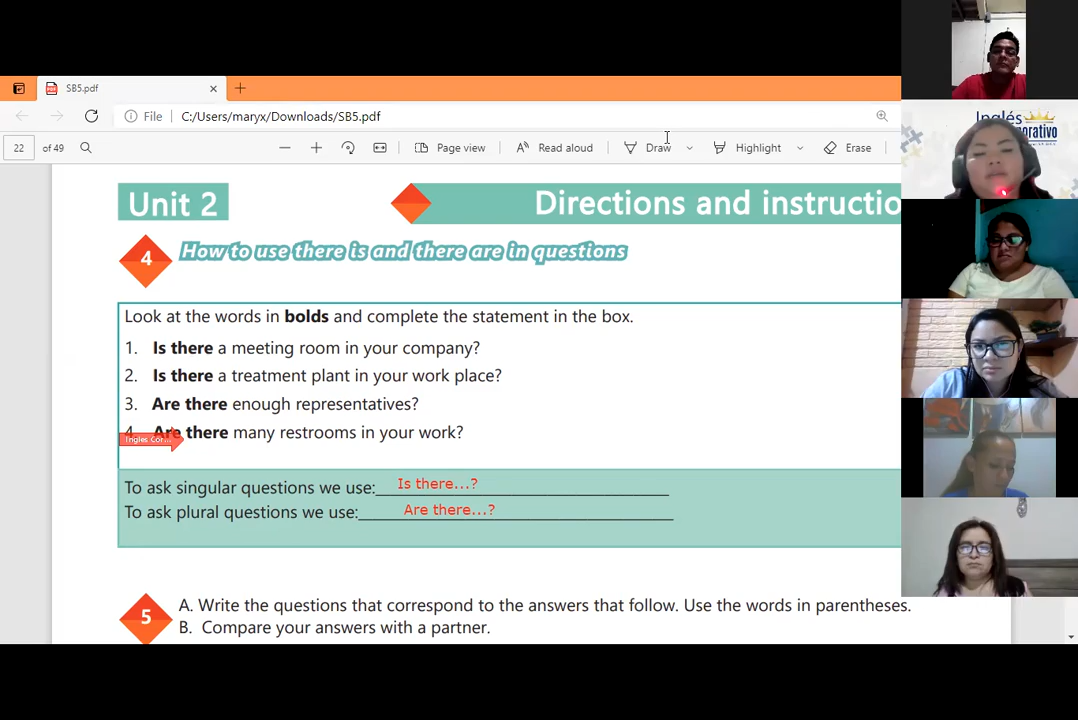 SB5.pdf
File C:/Users/maryx/Downloads/SB5.pdf
22 of 49 Page view Read aloud Draw Highlight Erase
Inglés
Unit 2 Directions and instructio
4 How to use there is and there are in questions
Look at the words in bolds and complete the statement in the box.
1. Is there a meeting room in your company?
2. Is there a treatment plant in your work place?
3. Are there enough representatives?
4. Are there many restrooms in your work?
Ingles Cor...
To ask singular questions we use: Is there...?
To ask plural questions we use: Are there...?
5 A. Write the questions that correspond to the answers that follow. Use the words in parentheses.
B. Compare your answers with a partner.